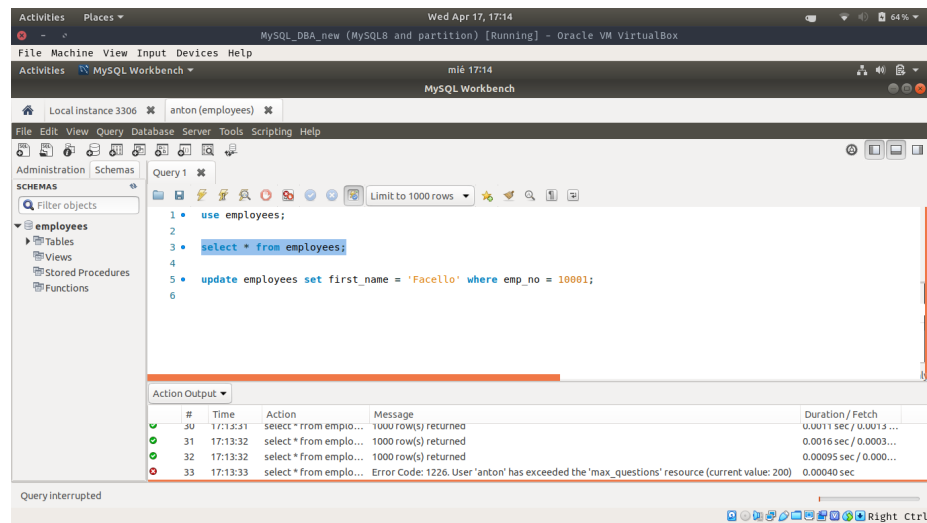 Activities Places ▾ Wed Apr 17, 17:14 64% ▾
MySQL_DBA_new (MySQL8 and partition) [Running] - Oracle VM VirtualBox
File Machine View Input Devices Help
Activities MySQL Workbench ▾ mié 17:14
MySQL Workbench
Local instance 3306 anton (employees)
File Edit View Query Database Server Tools Scripting Help
Administration Schemas Query 1
SCHEMAS
Filter objects Limit to 1000 rows
employees
Tables
Views
Stored Procedures
Functions
1 use employees;
2
3 select * from employees;
4
5 update employees set first_name = 'Facello' where emp_no = 10001;
6
Action Output
# Time Action Message Duration / Fetch
30 17:13:31 select * from emplo... 1000 row(s) returned 0.0011 sec / 0.0013 ...
31 17:13:32 select * from emplo... 1000 row(s) returned 0.0016 sec / 0.0003...
32 17:13:32 select * from emplo... 1000 row(s) returned 0.00095 sec / 0.000...
33 17:13:33 select * from emplo... Error Code: 1226. User 'anton' has exceeded the 'max_questions' resource (current value: 200) 0.00040 sec
Query interrupted
Right Ctrl